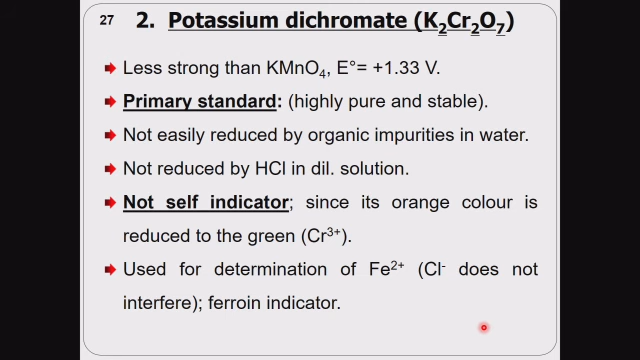 27
2. Potassium dichromate (K₂Cr₂O₇)
Less strong than KMnO₄, E°= +1.33 V.
Primary standard: (highly pure and stable).
Not easily reduced by organic impurities in water.
Not reduced by HCl in dil. solution.
Not self indicator; since its orange colour is
reduced to the green (Cr³⁺).
Used for determination of Fe²⁺ (Cl⁻ does not
interfere); ferroin indicator.